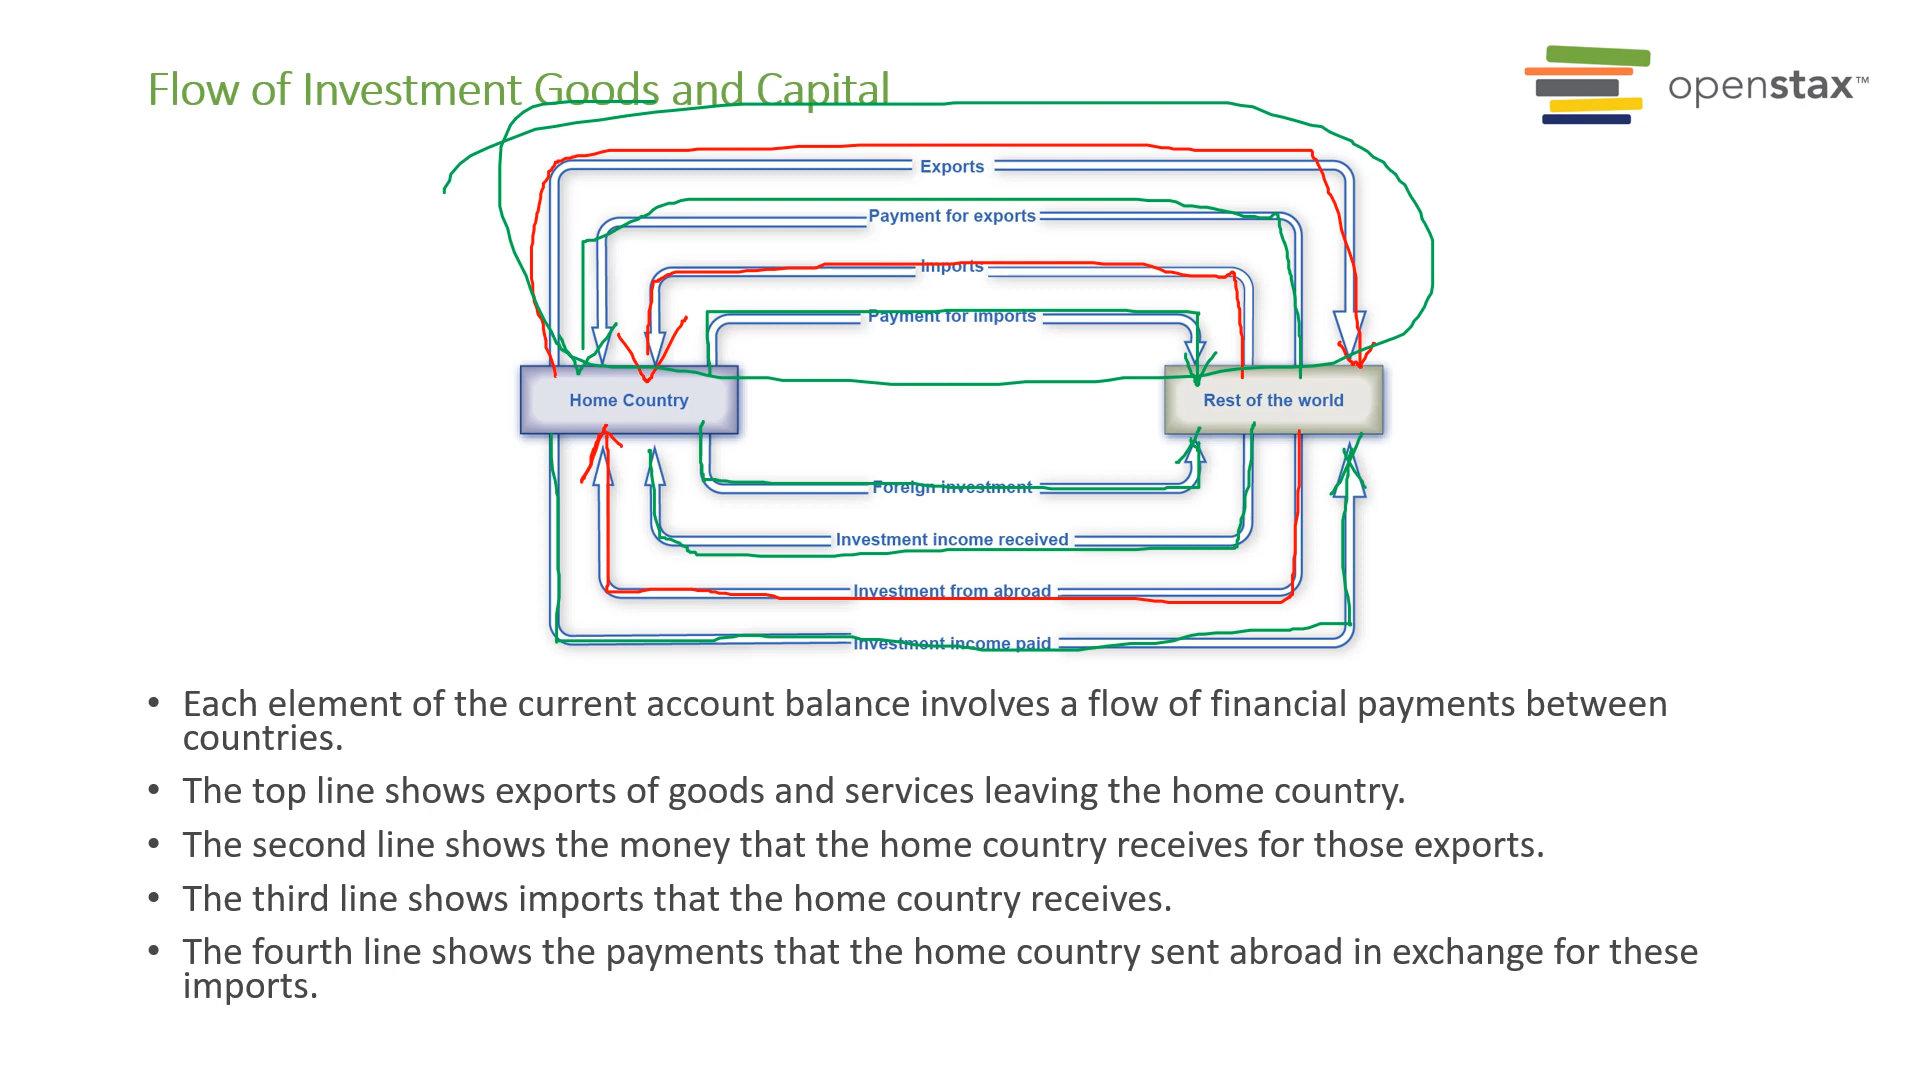 Flow of Investment Goods and Capital
openstax™
Exports
Payment for exports
Imports
Payment for imports
Home Country
Rest of the world
Foreign investment
Investment income received
Investment from abroad
Investment income paid
• Each element of the current account balance involves a flow of financial payments between
countries.
• The top line shows exports of goods and services leaving the home country.
• The second line shows the money that the home country receives for those exports.
• The third line shows imports that the home country receives.
• The fourth line shows the payments that the home country sent abroad in exchange for these
imports.